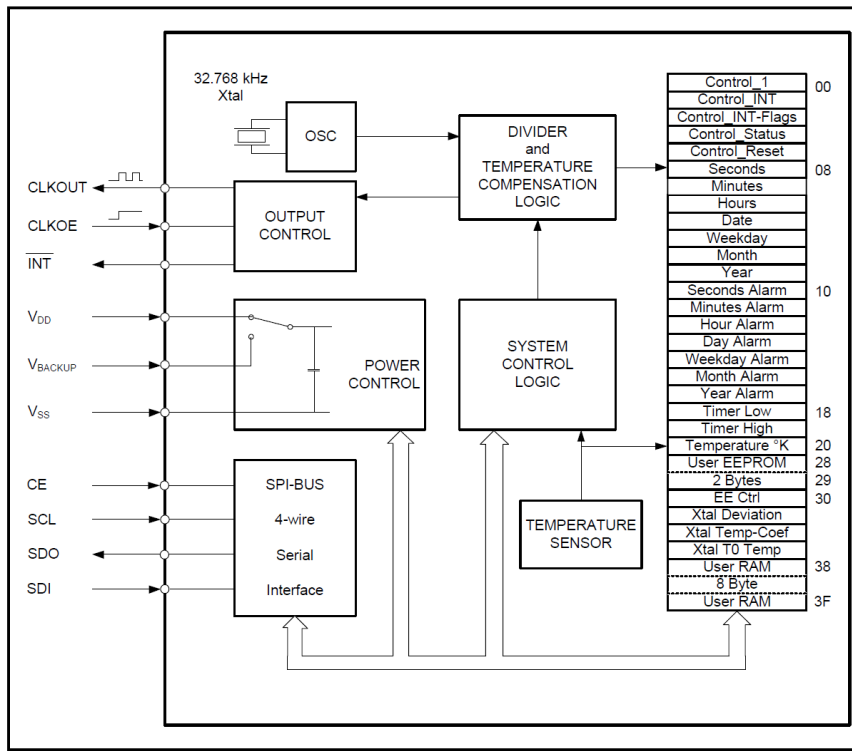 32.768 kHz
Xtal
OSC
DIVIDER
and
TEMPERATURE
COMPENSATION
LOGIC
CLKOUT
CLKOE
INT
OUTPUT
CONTROL
VDD
VBACKUP
VSS
POWER
CONTROL
SYSTEM
CONTROL
LOGIC
CE
SCL
SDO
SDI
SPI-BUS
4-wire
Serial
Interface
TEMPERATURE
SENSOR
Control_1 00
Control_INT
Control_INT-Flags
Control_Status
Control_Reset
Seconds 08
Minutes
Hours
Date
Weekday
Month
Year
Seconds Alarm 10
Minutes Alarm
Hour Alarm
Day Alarm
Weekday Alarm
Month Alarm
Year Alarm
Timer Low 18
Timer High
Temperature °K 20
User EEPROM 28
2 Bytes 29
EE Ctrl 30
Xtal Deviation
Xtal Temp-Coef
Xtal T0 Temp
User RAM 38
8 Byte
User RAM 3F